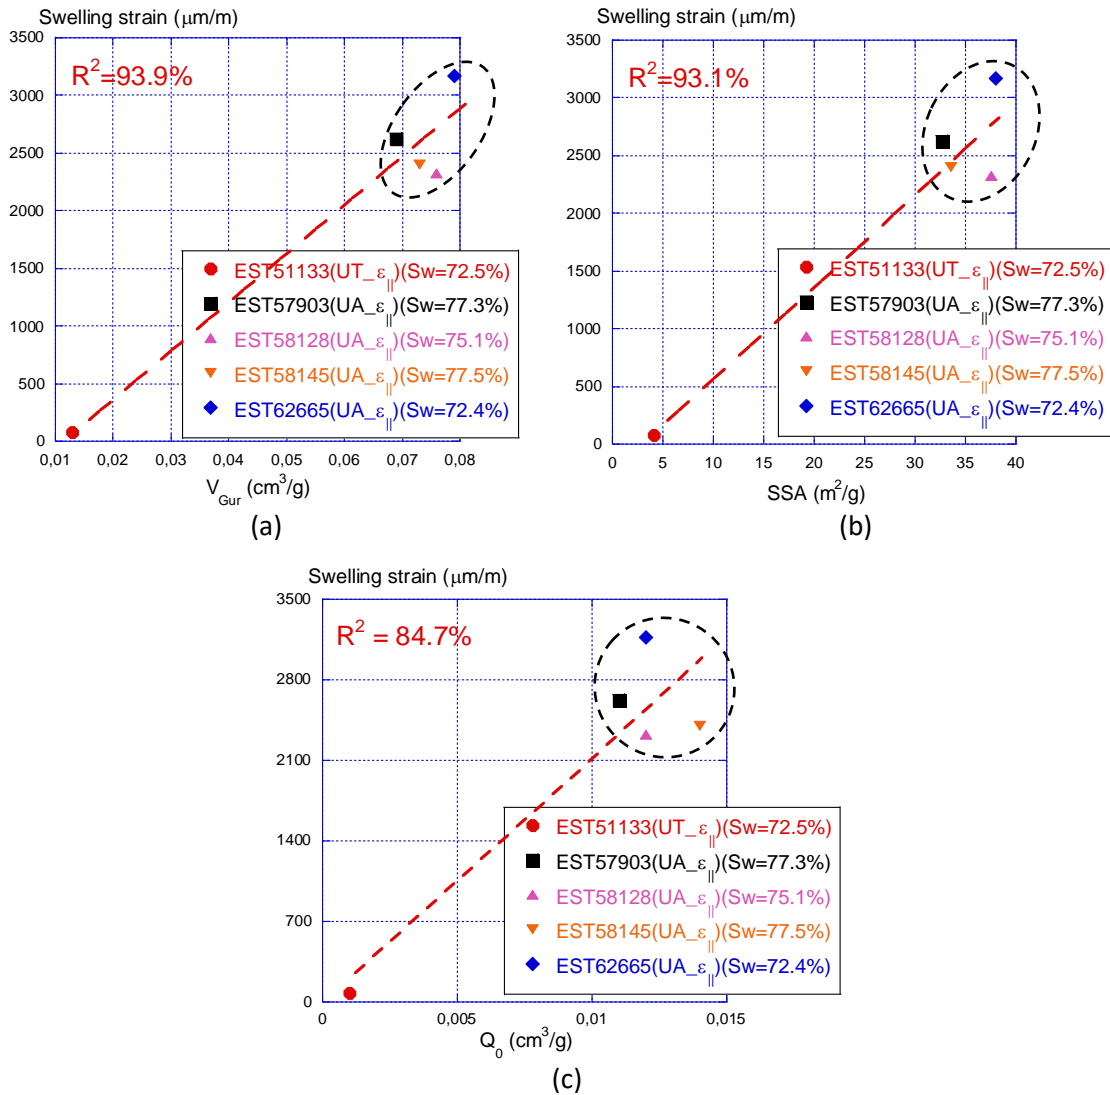 Swelling strain (μm/m)
3500
3000
2500
2000
1500
1000
500
0
R²=93.9%
EST51133(UT_ε||)(Sw=72.5%)
EST57903(UA_ε||)(Sw=77.3%)
EST58128(UA_ε||)(Sw=75.1%)
EST58145(UA_ε||)(Sw=77.5%)
EST62665(UA_ε||)(Sw=72.4%)
0,01 0,02 0,03 0,04 0,05 0,06 0,07 0,08
V_Gur (cm³/g)
(a)
Swelling strain (μm/m)
3500
3000
2500
2000
1500
1000
500
0
R²=93.1%
EST51133(UT_ε||)(Sw=72.5%)
EST57903(UA_ε||)(Sw=77.3%)
EST58128(UA_ε||)(Sw=75.1%)
EST58145(UA_ε||)(Sw=77.5%)
EST62665(UA_ε||)(Sw=72.4%)
0 5 10 15 20 25 30 35 40
SSA (m²/g)
(b)
Swelling strain (μm/m)
3500
2800
2100
1400
700
0
R² = 84.7%
EST51133(UT_ε||)(Sw=72.5%)
EST57903(UA_ε||)(Sw=77.3%)
EST58128(UA_ε||)(Sw=75.1%)
EST58145(UA_ε||)(Sw=77.5%)
EST62665(UA_ε||)(Sw=72.4%)
0 0,005 0,01 0,015
Q₀ (cm³/g)
(c)